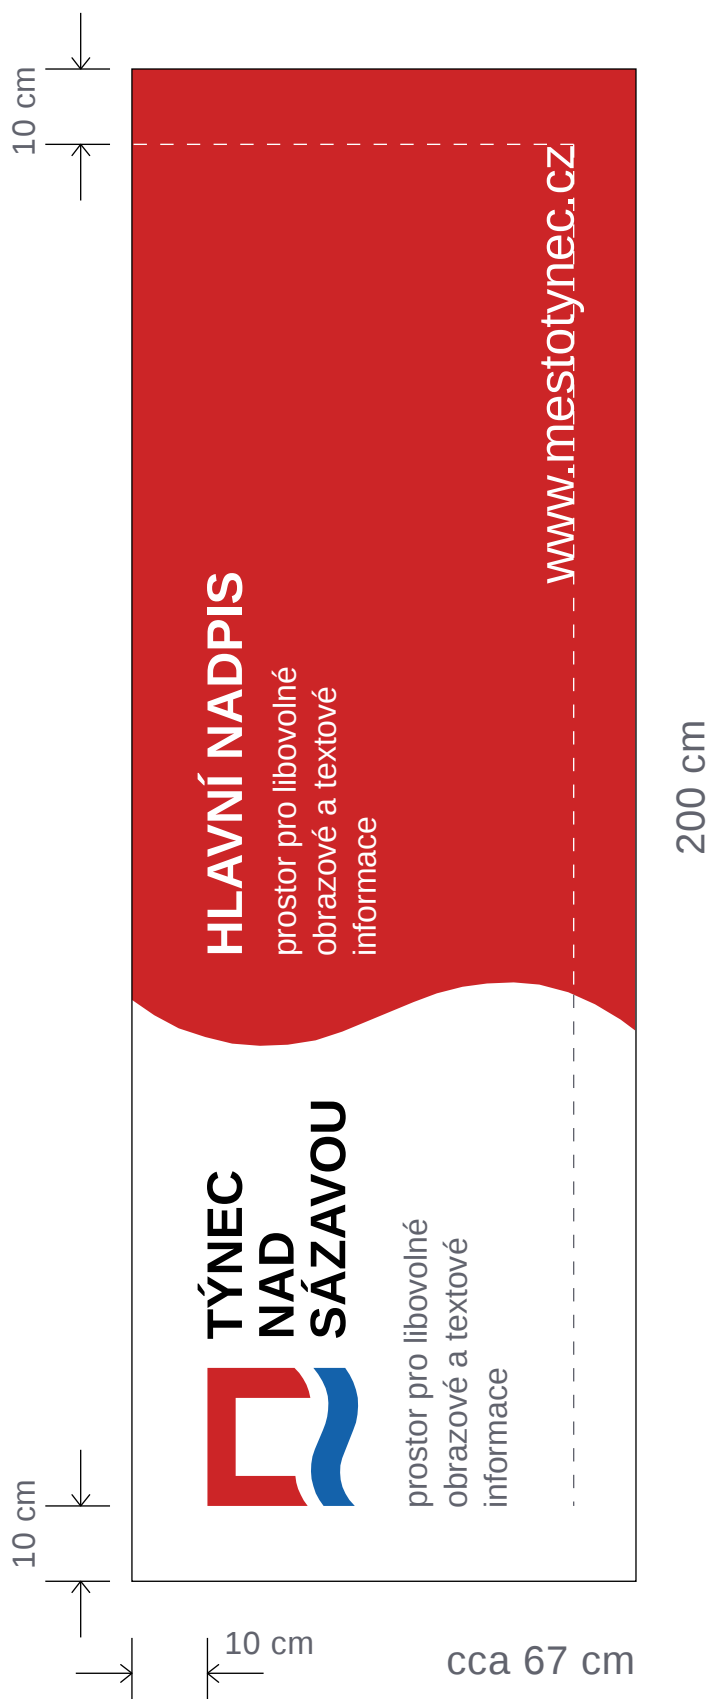 10 cm
www.mestotynec.cz
HLAVNÍ NADPIS
prostor pro libovolné
obrazové a textové
informace
200 cm
TÝNEC
NAD
SÁZAVOU
prostor pro libovolné
obrazové a textové
informace
10 cm
10 cm
cca 67 cm